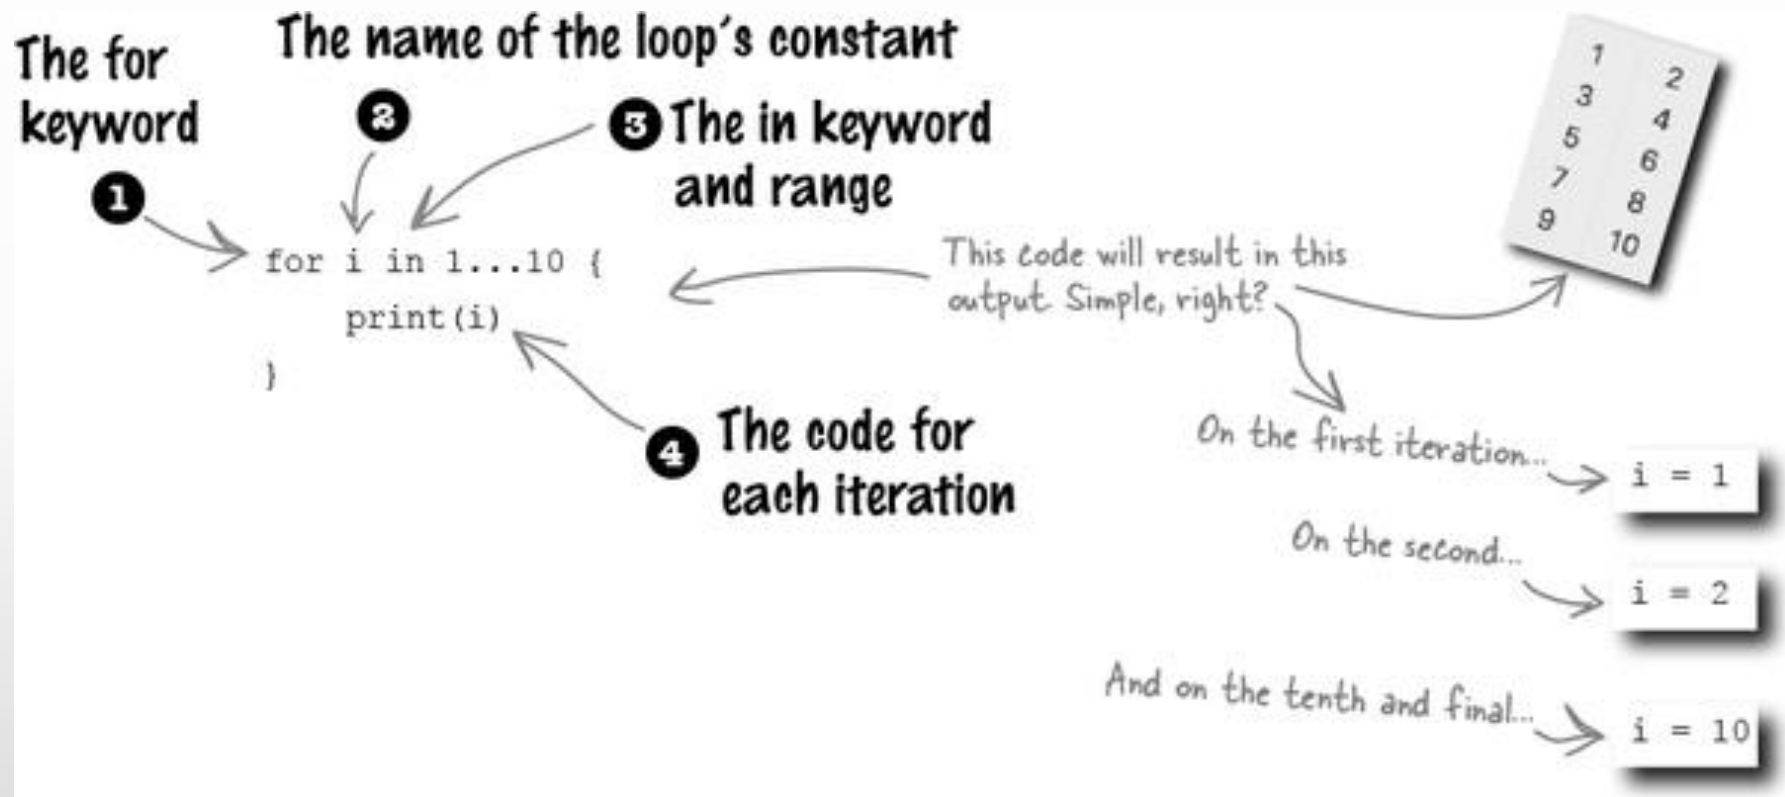 The for
keyword
1
The name of the loop's constant
2
3 The in keyword
and range
for i in 1...10 {
print(i)
}
4 The code for
each iteration
This code will result in this
output. Simple, right?
1 2
3 4
5 6
7 8
9 10
On the first iteration...
i = 1
On the second...
i = 2
And on the tenth and final...
i = 10